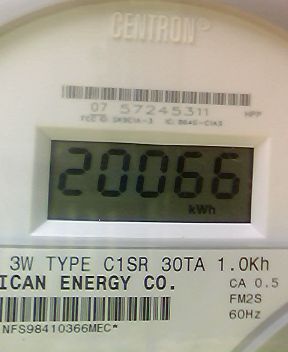 CENTRON®
07 57245311 HPP
20066
kWh
3W TYPE C1SR 30TA 1.0Kh
ICAN ENERGY CO. CA 0.5
FM2S
NFS98410366MEC* 60Hz